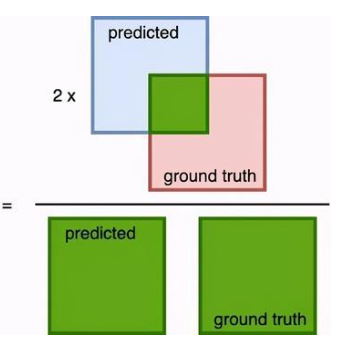 predicted
2 x
ground truth
=
predicted
ground truth